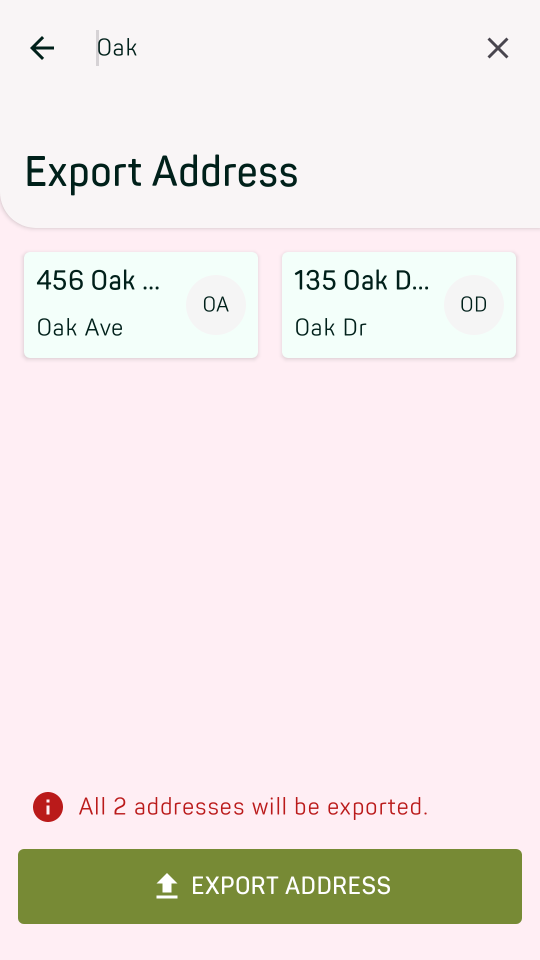 Oak
Export Address
456 Oak ...
Oak Ave
OA
135 Oak D...
Oak Dr
OD
All 2 addresses will be exported.
EXPORT ADDRESS